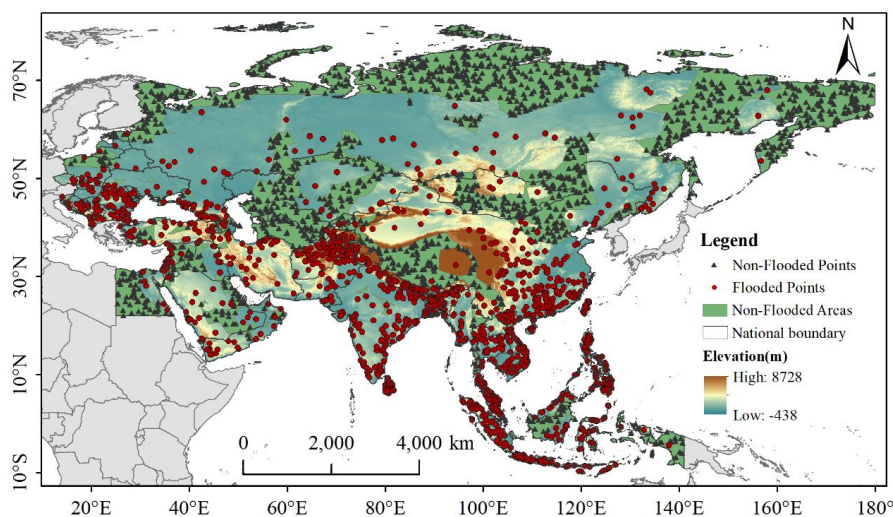 N
70°N
50°N
30°N
10°N
10°S
Legend
Non-Flooded Points
Flooded Points
Non-Flooded Areas
National boundary
Elevation(m)
High: 8728
Low: -438
0 2,000 4,000 km
20°E 40°E 60°E 80°E 100°E 120°E 140°E 160°E 180°